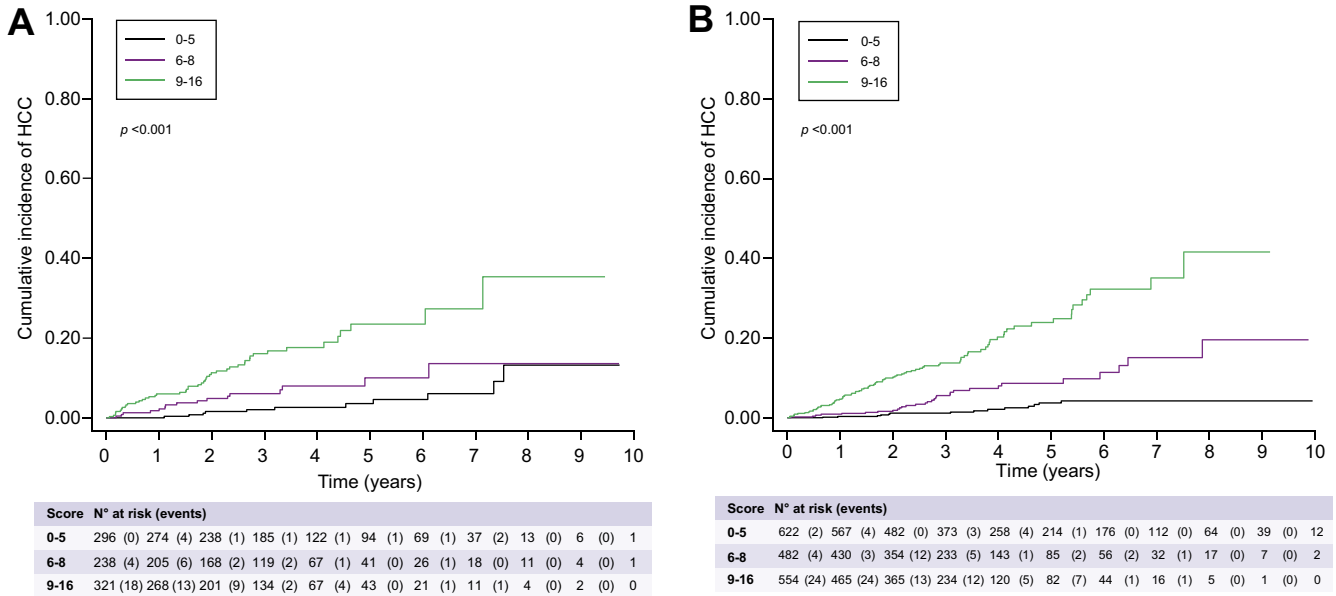 A
1.00
0.80
0.60
0.40
0.20
0.00
Cumulative incidence of HCC
0-5
6-8
9-16
p <0.001
0 1 2 3 4 5 6 7 8 9 10
Time (years)
Score N° at risk (events)
0-5 296 (0) 274 (4) 238 (1) 185 (1) 122 (1) 94 (1) 69 (1) 37 (2) 13 (0) 6 (0) 1
6-8 238 (4) 205 (6) 168 (2) 119 (2) 67 (1) 41 (0) 26 (1) 18 (0) 11 (0) 4 (0) 1
9-16 321 (18) 268 (13) 201 (9) 134 (2) 67 (4) 43 (0) 21 (1) 11 (1) 4 (0) 2 (0) 0
B
1.00
0.80
0.60
0.40
0.20
0.00
Cumulative incidence of HCC
0-5
6-8
9-16
p <0.001
0 1 2 3 4 5 6 7 8 9 10
Time (years)
Score N° at risk (events)
0-5 622 (2) 567 (4) 482 (0) 373 (3) 258 (4) 214 (1) 176 (0) 112 (0) 64 (0) 39 (0) 12
6-8 482 (4) 430 (3) 354 (12) 233 (5) 143 (1) 85 (2) 56 (2) 32 (1) 17 (0) 7 (0) 2
9-16 554 (24) 465 (24) 365 (13) 234 (12) 120 (5) 82 (7) 44 (1) 16 (1) 5 (0) 1 (0) 0